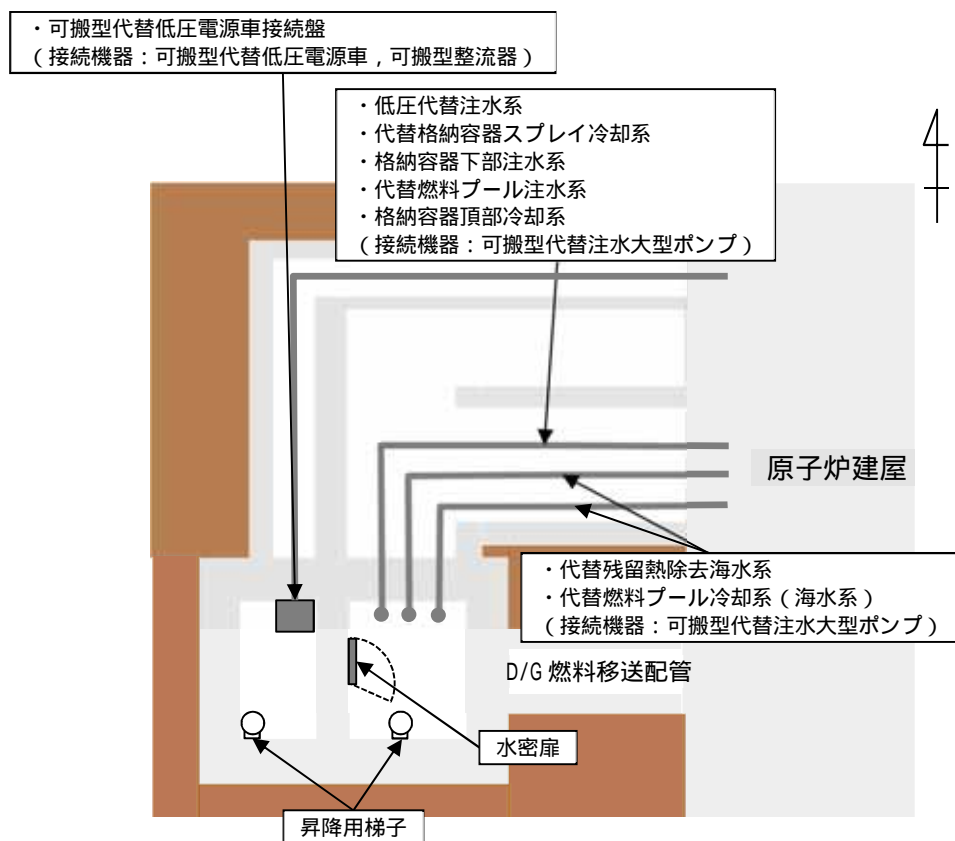 ・可搬型代替低圧電源車接続盤
（接続機器：可搬型代替低圧電源車，可搬型整流器）
・低圧代替注水系
・代替格納容器スプレイ冷却系
・格納容器下部注水系
・代替燃料プール注水系
・格納容器頂部冷却系
（接続機器：可搬型代替注水大型ポンプ）
原子炉建屋
・代替残留熱除去海水系
・代替燃料プール冷却系（海水系）
（接続機器：可搬型代替注水大型ポンプ）
D/G 燃料移送配管
水密扉
昇降用梯子